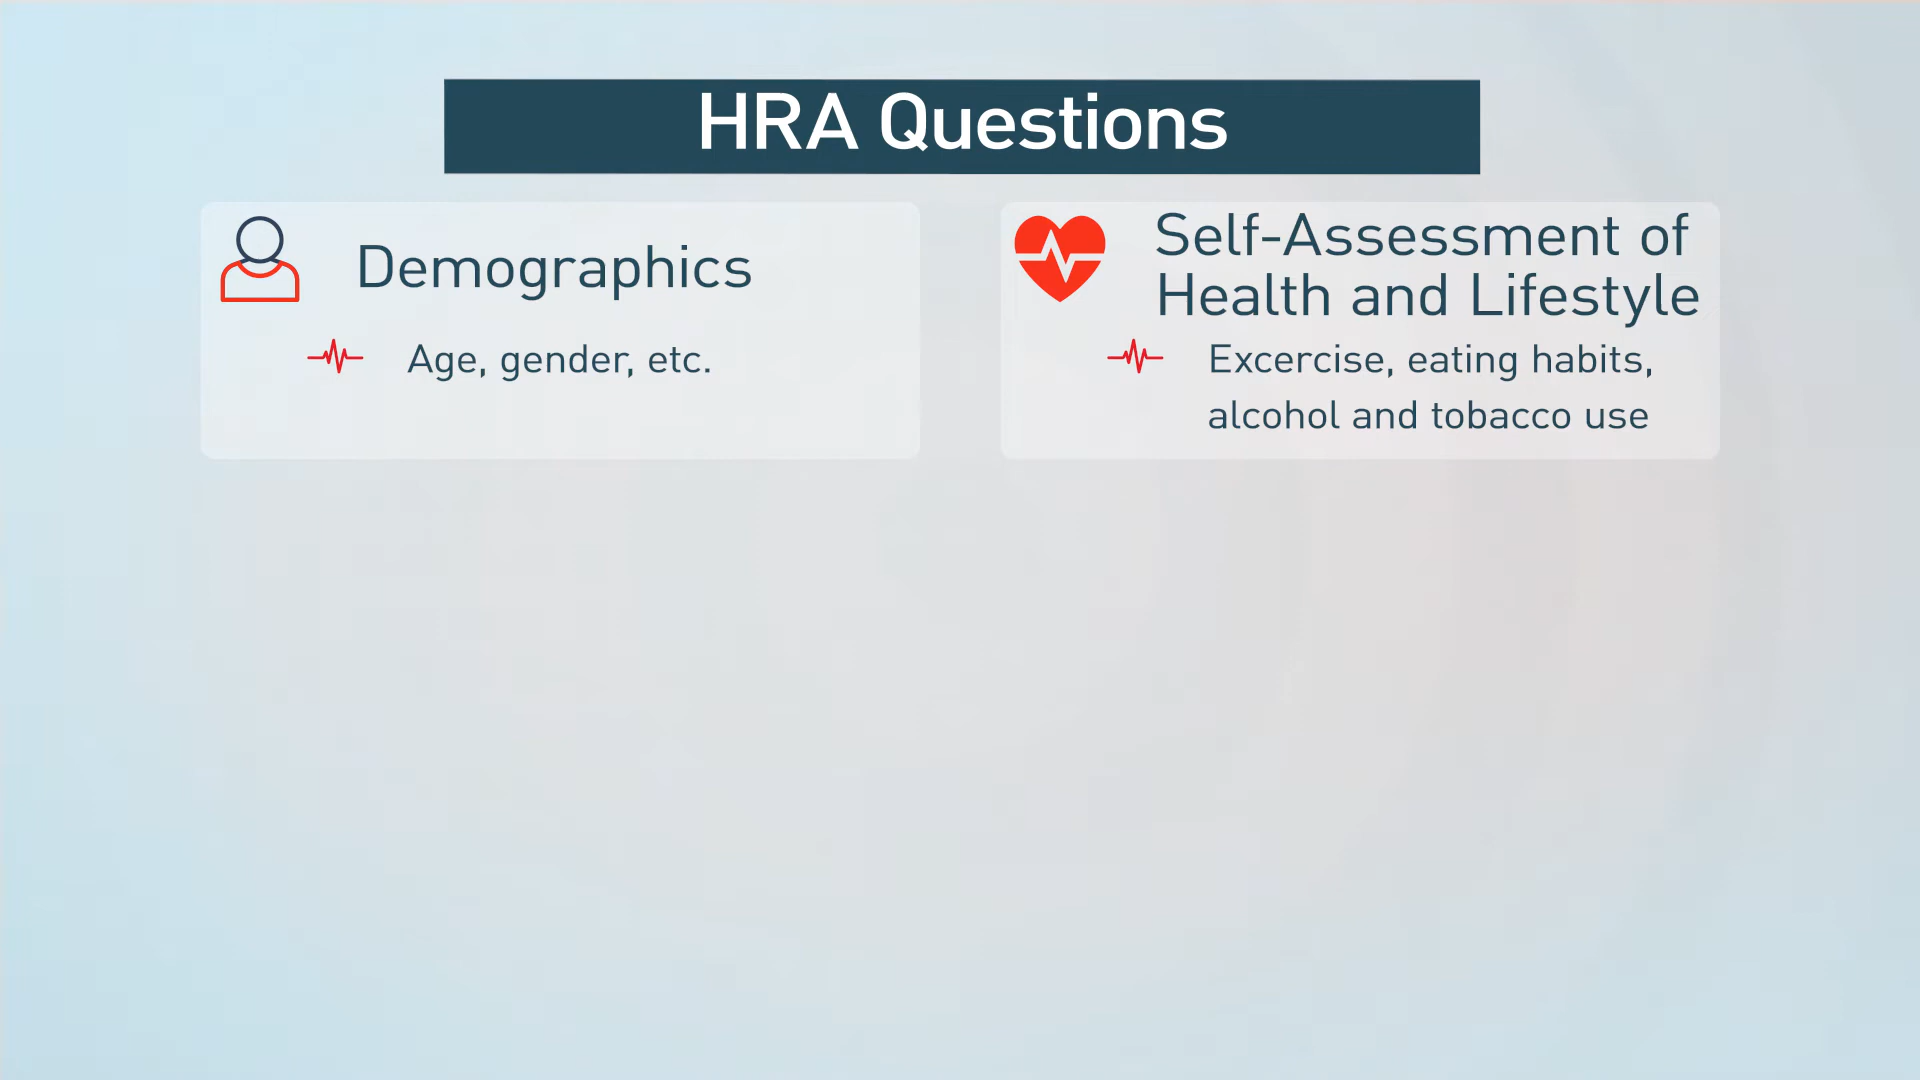 HRA Questions
Demographics
Age, gender, etc.
Self-Assessment of
Health and Lifestyle
Excercise, eating habits,
alcohol and tobacco use